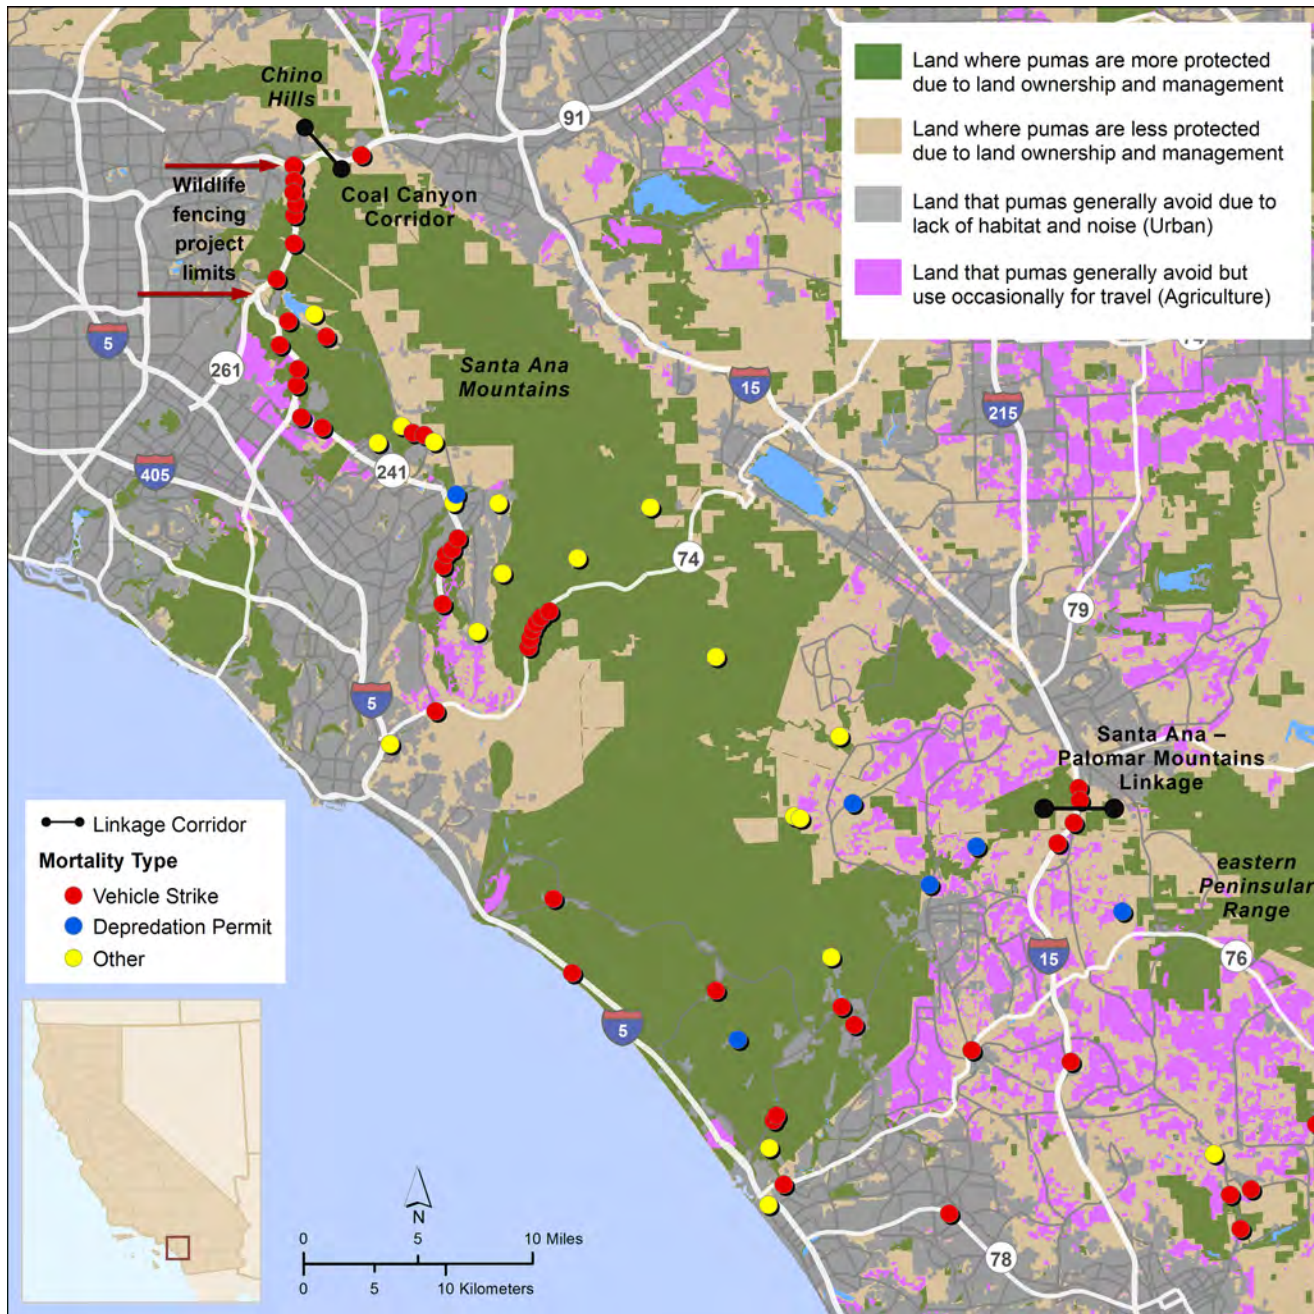 Land where pumas are more protected
due to land ownership and management
Land where pumas are less protected
due to land ownership and management
Land that pumas generally avoid due to
lack of habitat and noise (Urban)
Land that pumas generally avoid but
use occasionally for travel (Agriculture)
Chino
Hills
91
Coal Canyon
Corridor
Wildlife
fencing
project
limits
5
261
Santa Ana
Mountains
15
215
405
241
74
79
5
Santa Ana –
Palomar Mountains
Linkage
eastern
Peninsular
Range
15
76
5
78
Linkage Corridor
Mortality Type
Vehicle Strike
Depredation Permit
Other
N
0 5 10 Miles
0 5 10 Kilometers